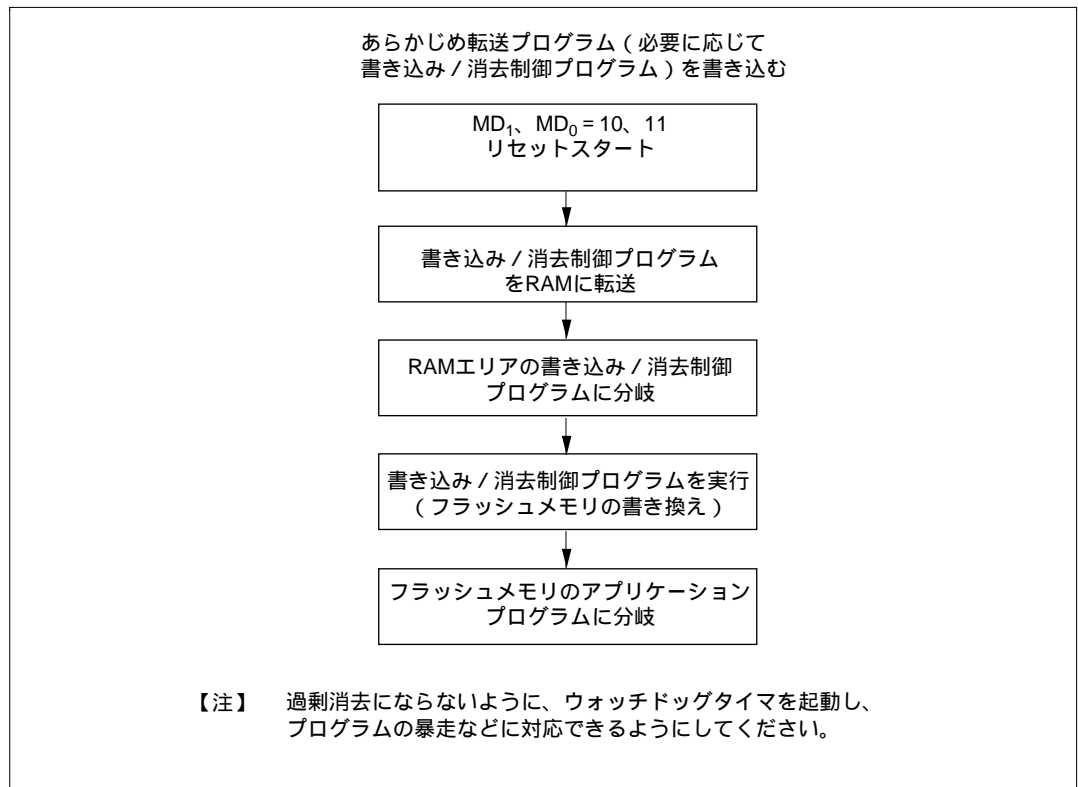 あらかじめ転送プログラム（必要に応じて
書き込み／消去制御プログラム）を書き込む
MD₁、MD₀ = 10、11
リセットスタート
書き込み／消去制御プログラム
をRAMに転送
RAMエリアの書き込み／消去制御
プログラムに分岐
書き込み／消去制御プログラムを実行
（フラッシュメモリの書き換え）
フラッシュメモリのアプリケーション
プログラムに分岐
【注】 過剰消去にならないように、ウォッチドッグタイマを起動し、
プログラムの暴走などに対応できるようにしてください。